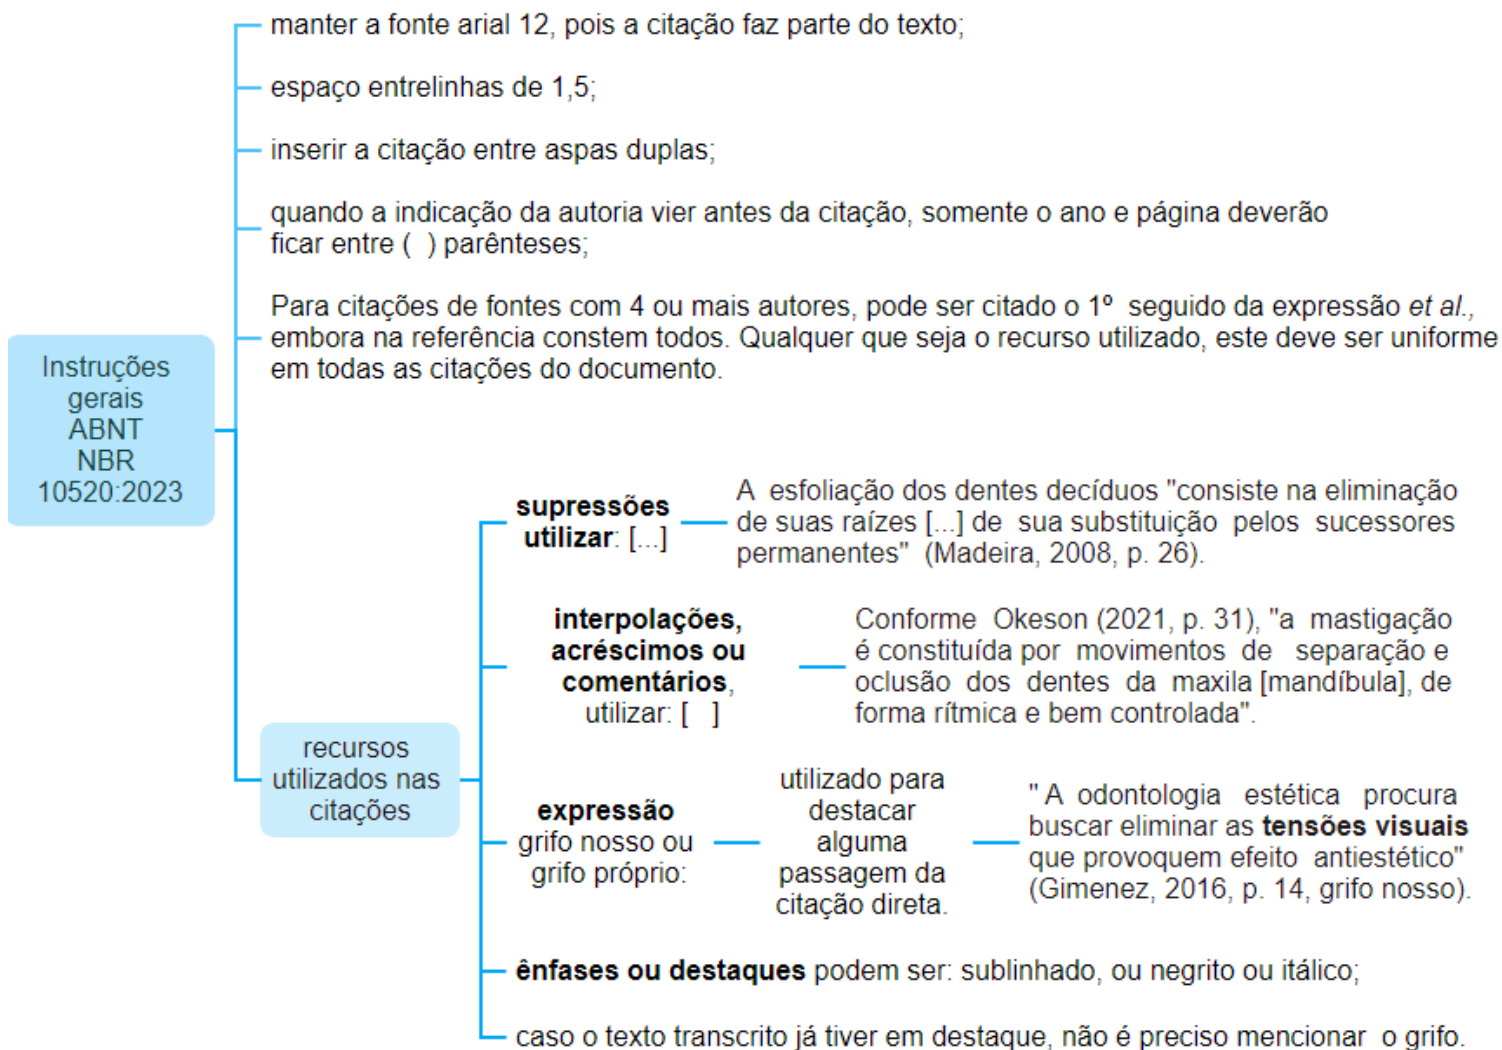 manter a fonte arial 12, pois a citação faz parte do texto;
espaço entrelinhas de 1,5;
inserir a citação entre aspas duplas;
quando a indicação da autoria vier antes da citação, somente o ano e página deverão
ficar entre (  ) parênteses;
Para citações de fontes com 4 ou mais autores, pode ser citado o 1º seguido da expressão et al.,
embora na referência constem todos. Qualquer que seja o recurso utilizado, este deve ser uniforme
em todas as citações do documento.
Instruções
gerais
ABNT
NBR
10520:2023
recursos
utilizados nas
citações
supressões
utilizar: [...]
A esfoliação dos dentes decíduos "consiste na eliminação
de suas raízes [...] de sua substituição pelos sucessores
permanentes" (Madeira, 2008, p. 26).
interpolações,
acréscimos ou
comentários,
utilizar: [  ]
Conforme Okeson (2021, p. 31), "a mastigação
é constituída por movimentos de separação e
oclusão dos dentes da maxila [mandíbula], de
forma rítmica e bem controlada".
expressão
grifo nosso ou
grifo próprio:
utilizado para
destacar
alguma
passagem da
citação direta.
" A odontologia estética procura
buscar eliminar as tensões visuais
que provoquem efeito antiestético"
(Gimenez, 2016, p. 14, grifo nosso).
ênfases ou destaques podem ser: sublinhado, ou negrito ou itálico;
caso o texto transcrito já tiver em destaque, não é preciso mencionar o grifo.